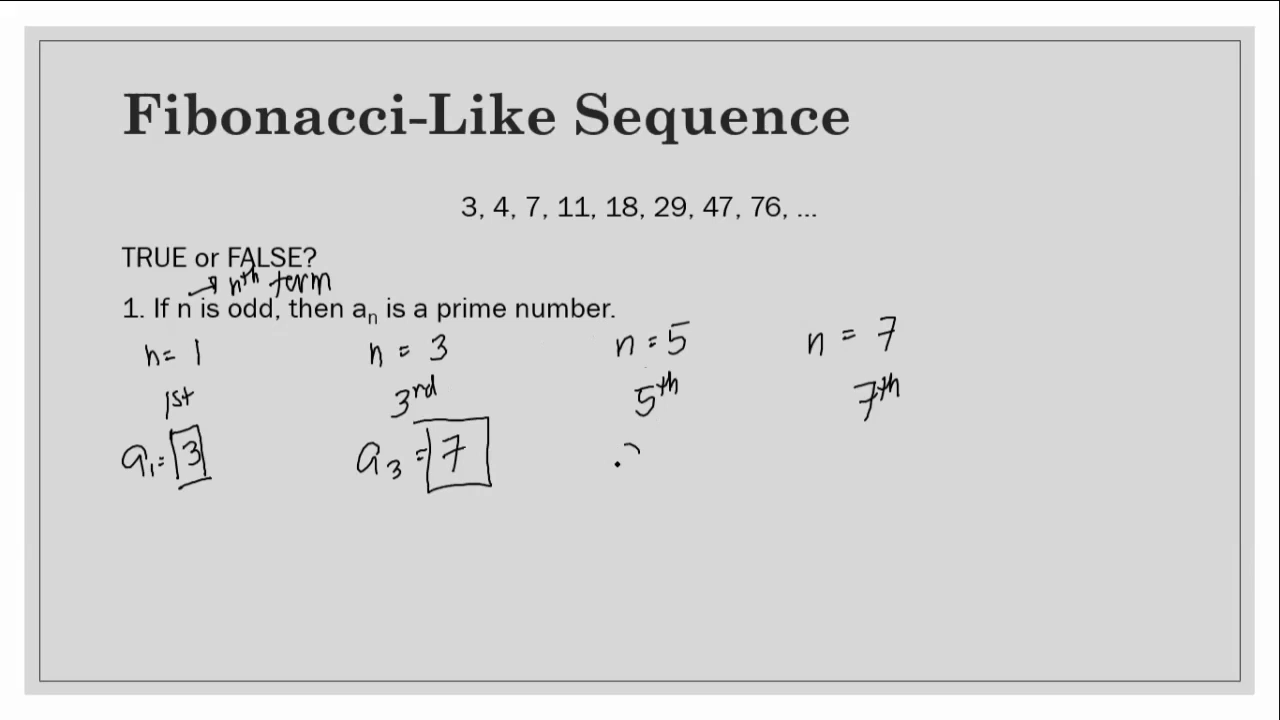 Fibonacci-Like Sequence
3, 4, 7, 11, 18, 29, 47, 76, ...
TRUE or FALSE?
→ nth term
1. If n is odd, then an is a prime number.
n = 1 n = 3 n = 5 n = 7
1st 3rd 5th 7th
a1 = 3 a3 = 7